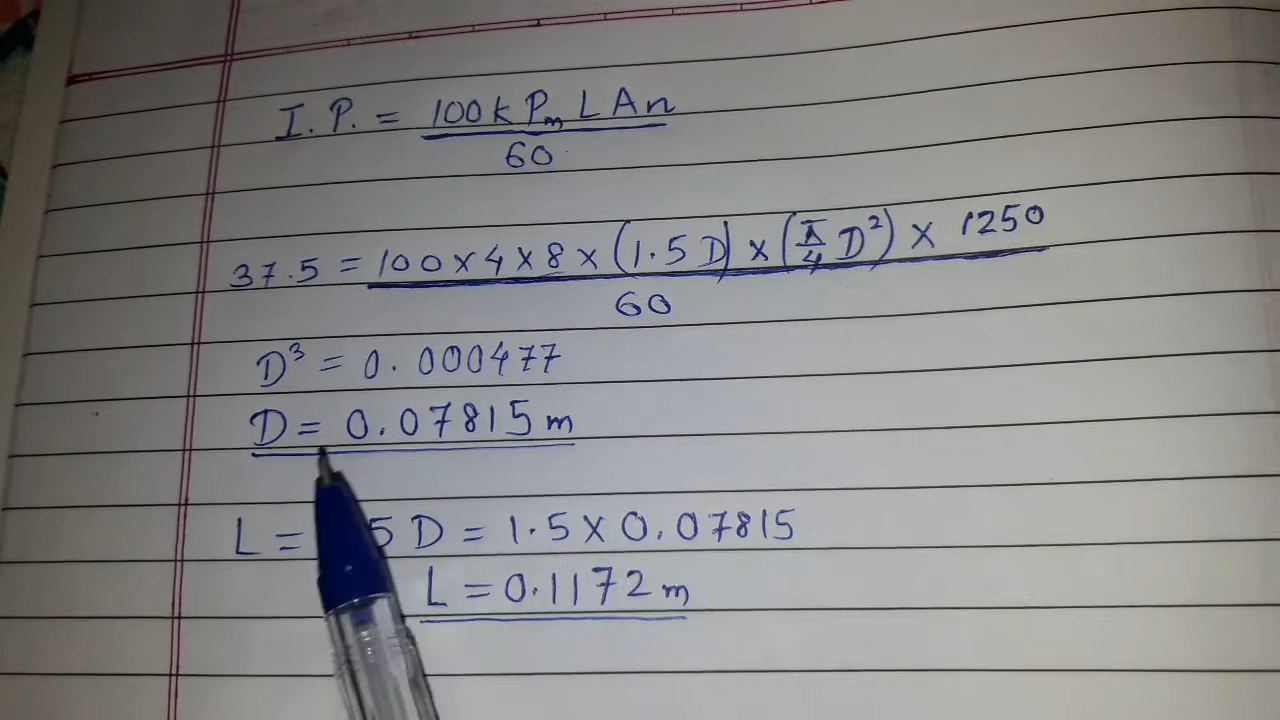 I. P. = 100 k Pm L A n
60
37.5 = 100 x 4 x 8 x (1.5 D) x (π/4 D²) x 1250
60
D³ = 0.000477
D = 0.07815 m
L = 5 D = 1.5 X 0.07815
L = 0.1172 m